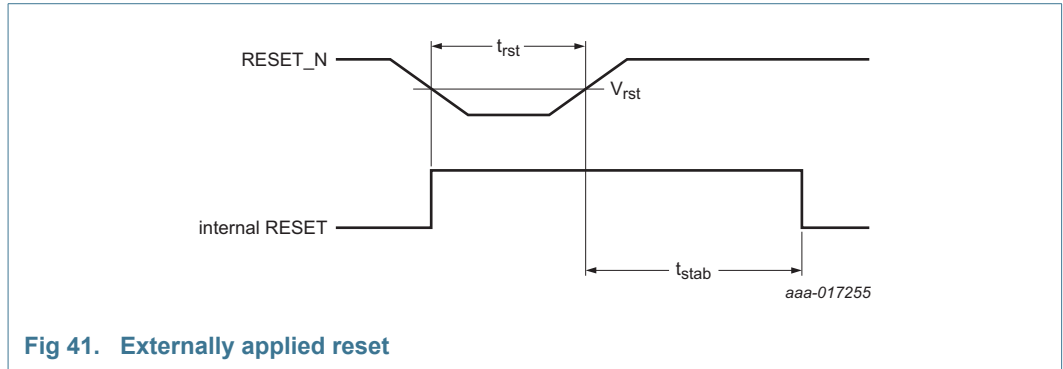 t_rst
RESET_N
V_rst
internal RESET
t_stab
aaa-017255
Fig 41. Externally applied reset